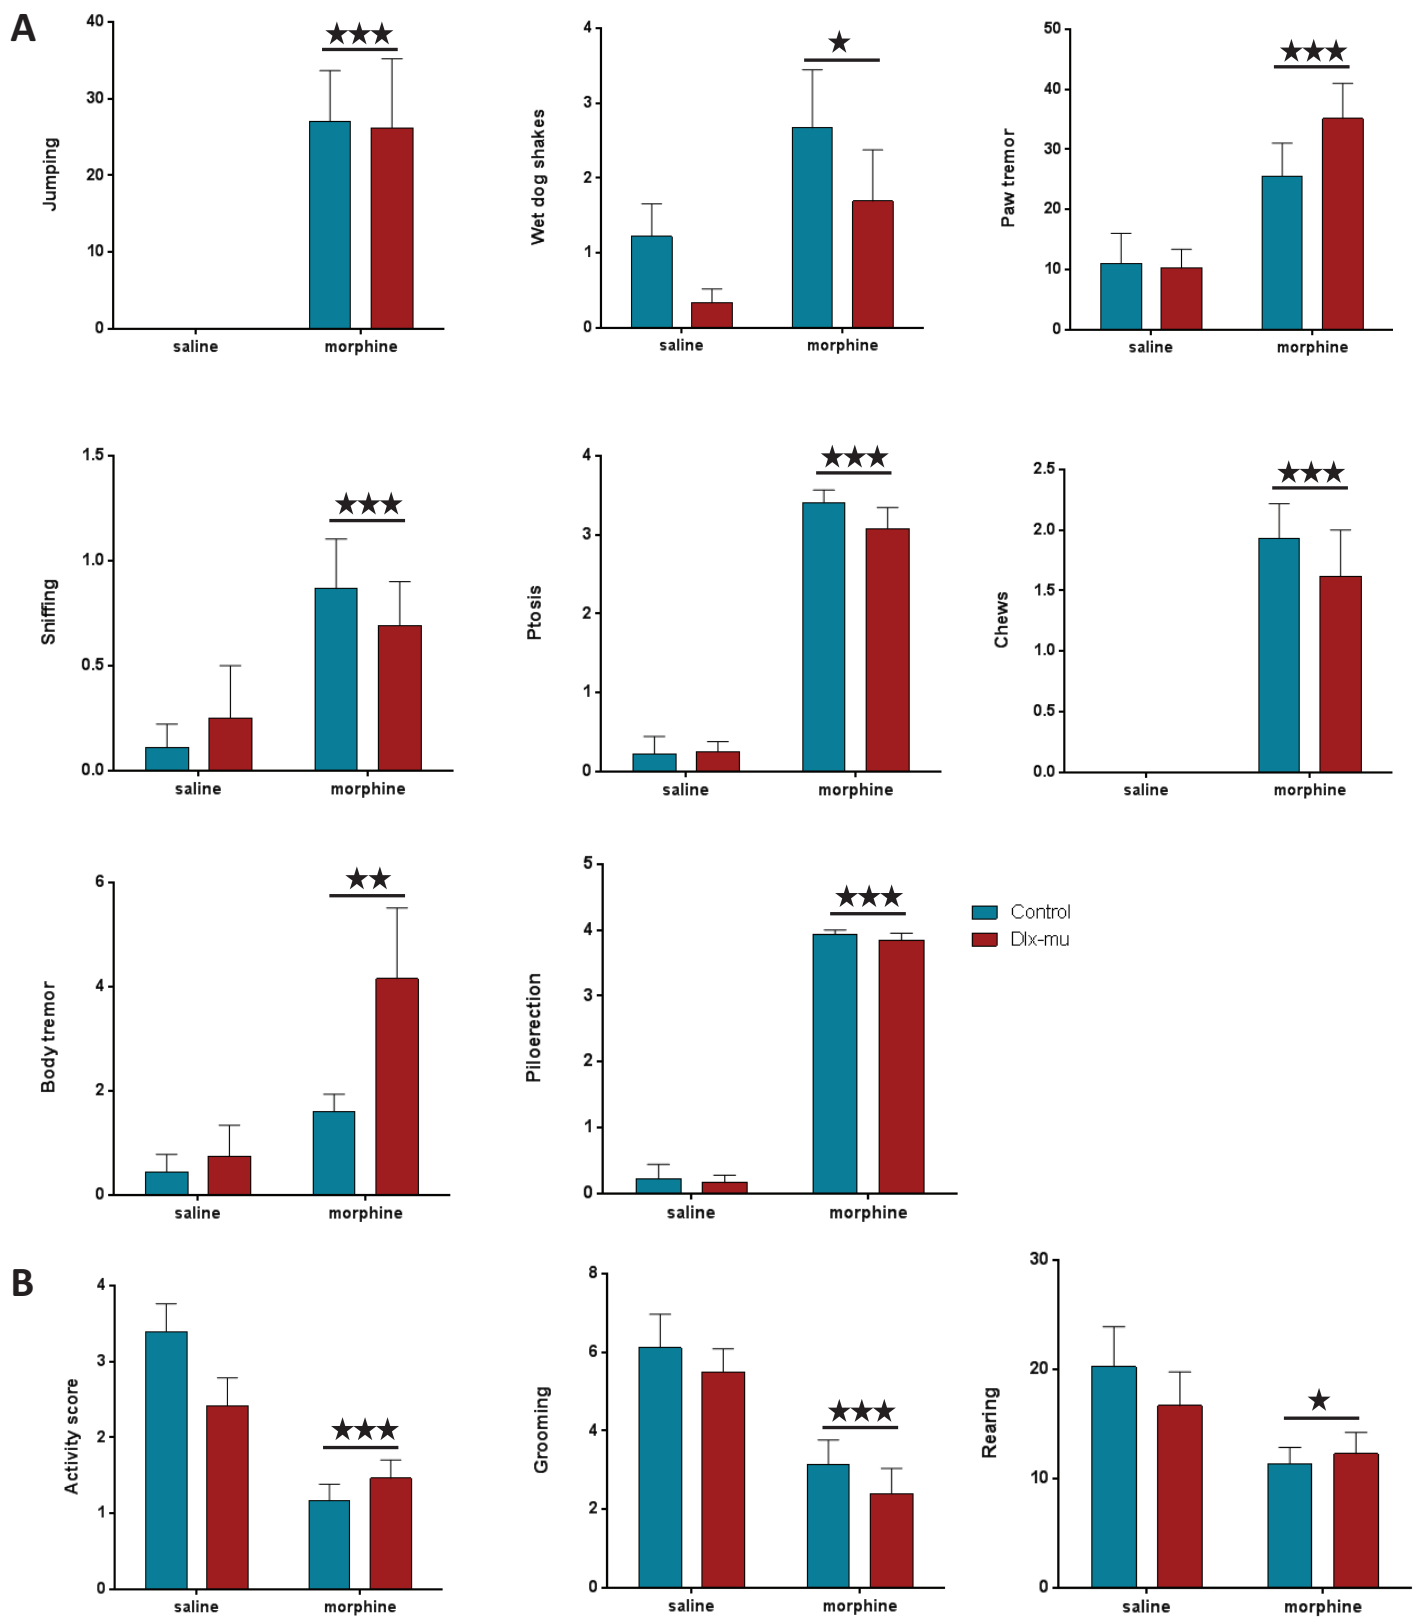 A
Jumping
40
30
20
10
0
★★★
saline
morphine
Wet dog shakes
4
3
2
1
0
★
saline
morphine
Paw tremor
50
40
30
20
10
0
★★★
saline
morphine
Sniffing
1.5
1.0
0.5
0.0
★★★
saline
morphine
Ptosis
4
3
2
1
0
★★★
saline
morphine
Chews
2.5
2.0
1.5
1.0
0.5
0.0
★★★
saline
morphine
Body tremor
6
4
2
0
★★
saline
morphine
Piloerection
5
4
3
2
1
0
★★★
saline
morphine
Control
Dlx-mu
B
Activity score
4
3
2
1
0
★★★
saline
morphine
Grooming
8
6
4
2
0
★★★
saline
morphine
Rearing
30
20
10
0
★
saline
morphine